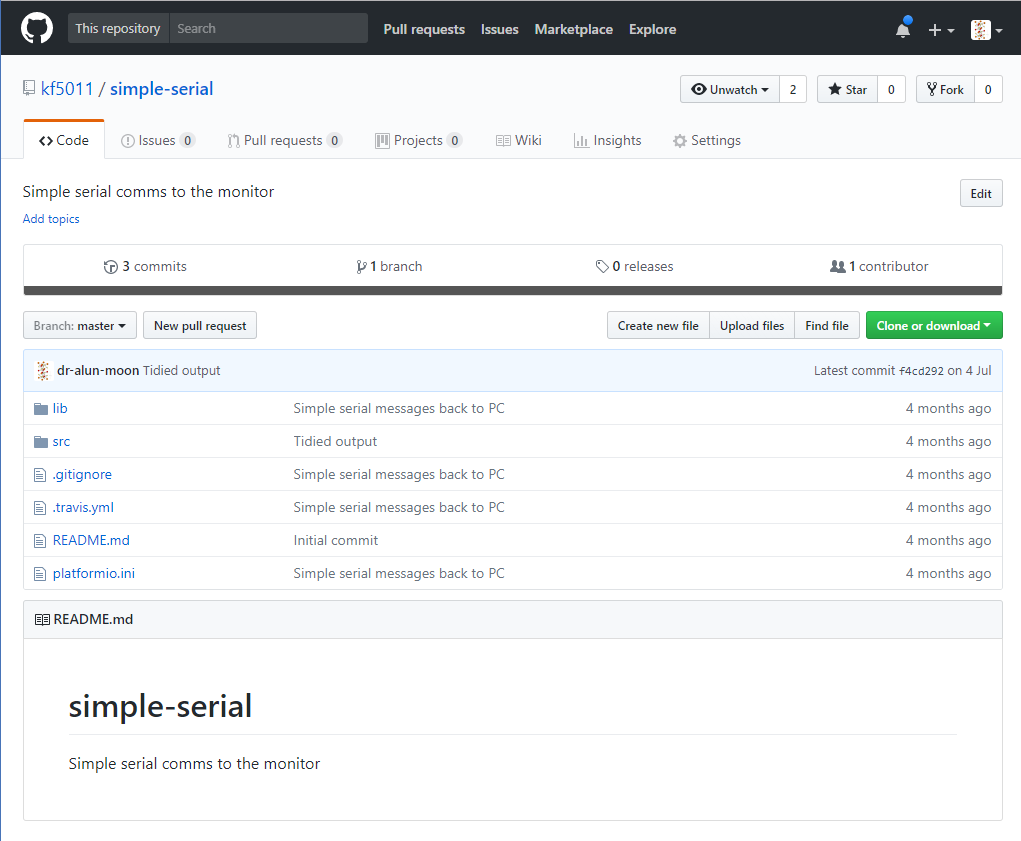 This repository Search Pull requests Issues Marketplace Explore
kf5011 / simple-serial Unwatch 2 Star 0 Fork 0
Code Issues 0 Pull requests 0 Projects 0 Wiki Insights Settings
Simple serial comms to the monitor Edit
Add topics
3 commits 1 branch 0 releases 1 contributor
Branch: master New pull request Create new file Upload files Find file Clone or download
dr-alun-moon Tidied output Latest commit f4cd292 on 4 Jul
lib Simple serial messages back to PC 4 months ago
src Tidied output 4 months ago
.gitignore Simple serial messages back to PC 4 months ago
.travis.yml Simple serial messages back to PC 4 months ago
README.md Initial commit 4 months ago
platformio.ini Simple serial messages back to PC 4 months ago
README.md
simple-serial
Simple serial comms to the monitor